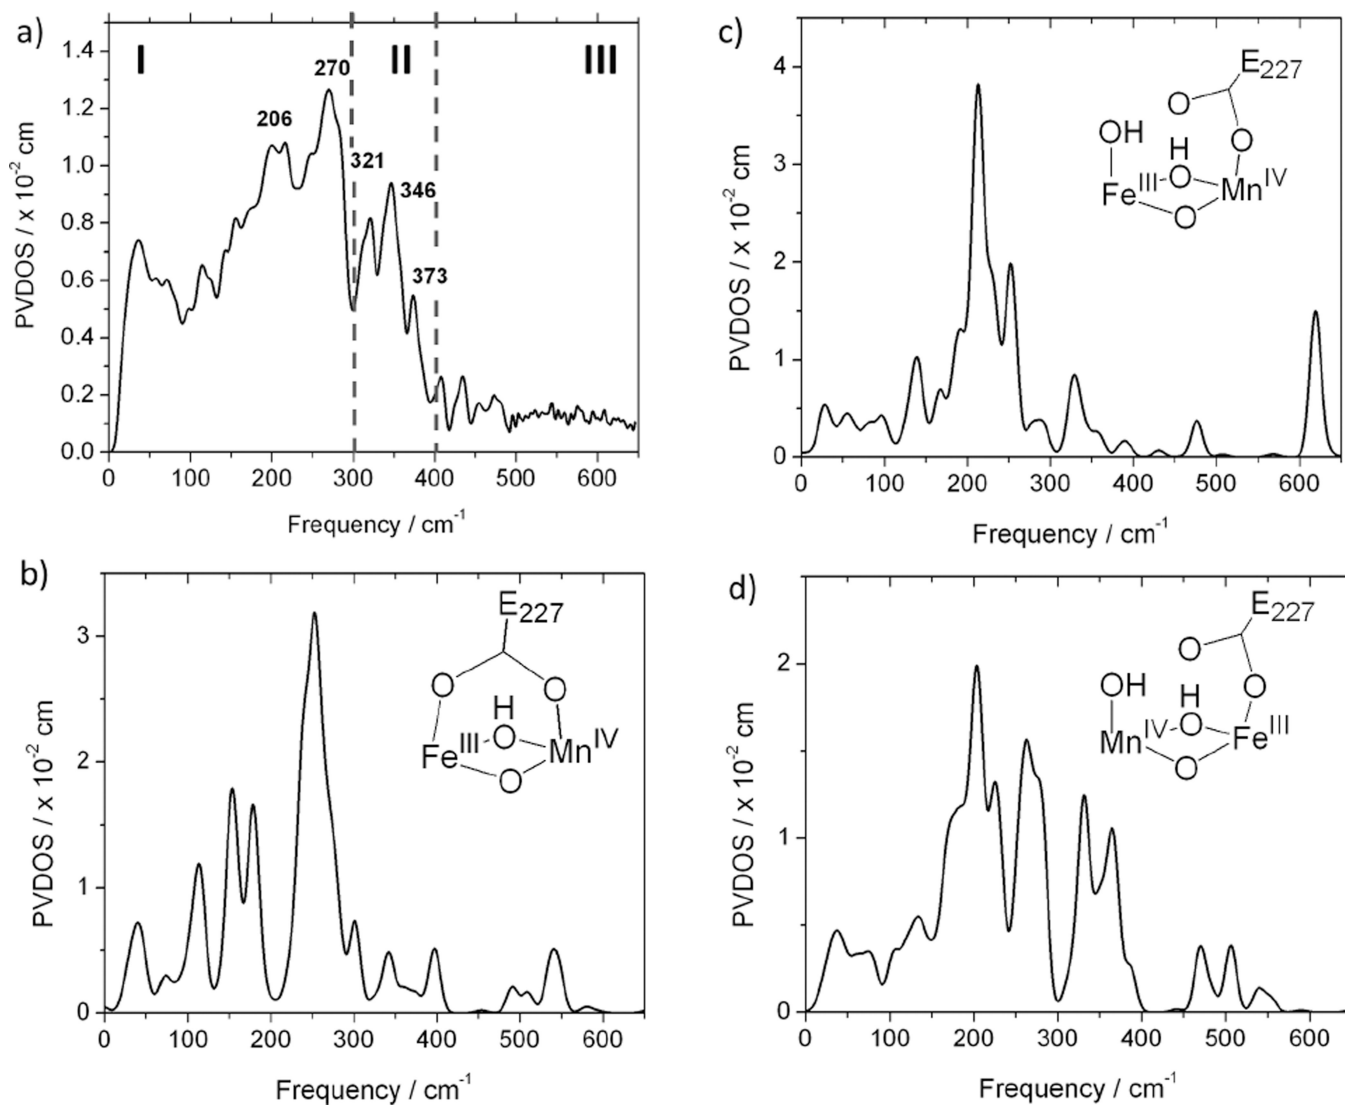 a)
I
II
III
270
206
321
346
373
1.4
1.2
1.0
0.8
0.6
0.4
0.2
0.0
PVDOS / x 10⁻² cm
0 100 200 300 400 500 600
Frequency / cm⁻¹
c)
E₂₂₇
O
OH
H
O
O
Fe
III
O
Mn
IV
O
4
3
2
1
0
PVDOS / x 10⁻² cm
0 100 200 300 400 500 600
Frequency / cm⁻¹
b)
E₂₂₇
O
O
H
O
Fe
III
Mn
IV
O
3
2
1
0
PVDOS / x 10⁻² cm
0 100 200 300 400 500 600
Frequency / cm⁻¹
d)
E₂₂₇
O
OH
H
O
O
Mn
IV
Fe
III
O
2
1
0
PVDOS / x 10⁻² cm
0 100 200 300 400 500 600
Frequency / cm⁻¹